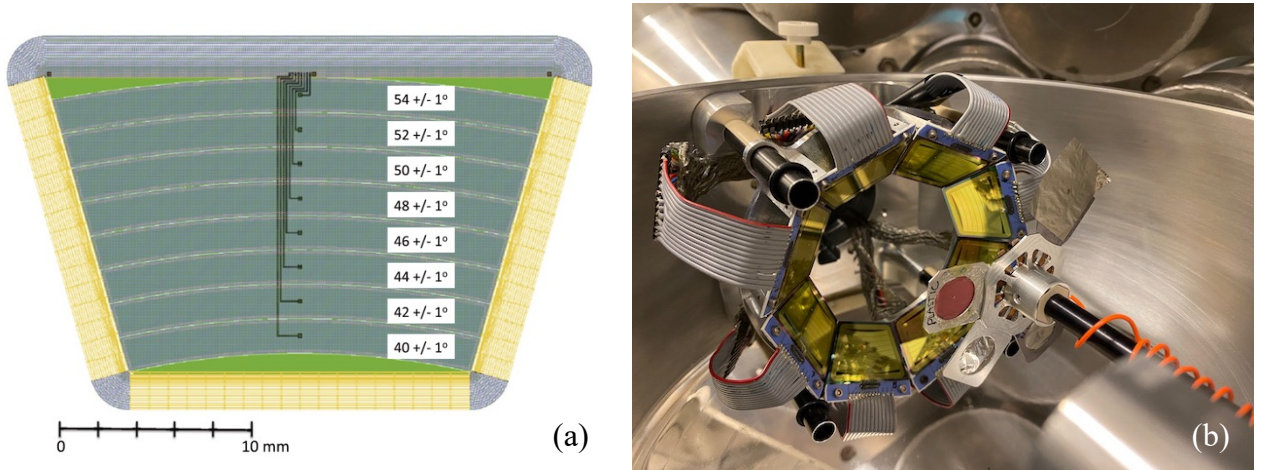 54 +/- 1º
52 +/- 1º
50 +/- 1º
48 +/- 1º
46 +/- 1º
44 +/- 1º
42 +/- 1º
40 +/- 1º
0 10 mm
(a)
PLASTIC
(b)